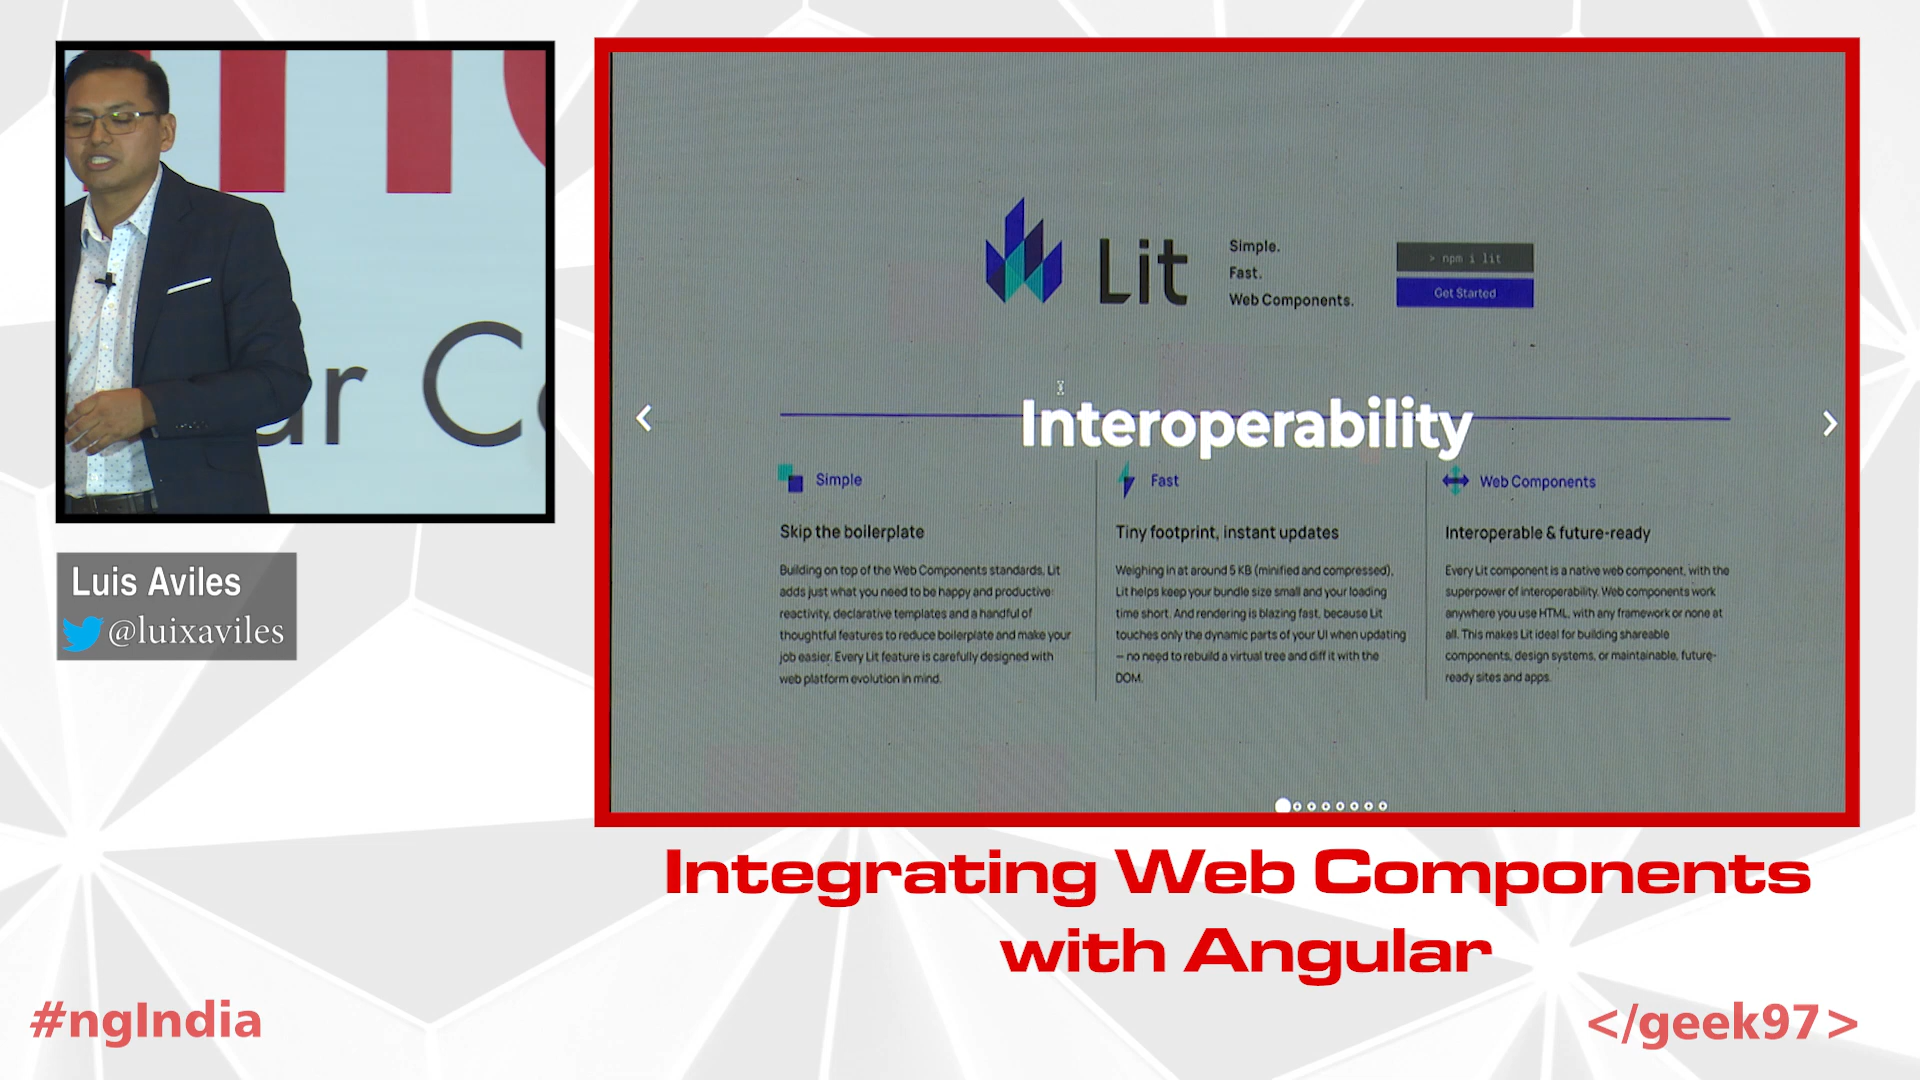 ar C
Luis Aviles
@luixaviles
Lit
Simple.
Fast.
Web Components.
> npm i lit
Get Started
Interoperability
Simple
Skip the boilerplate
Building on top of the Web Components standards, Lit
adds just what you need to be happy and productive:
reactivity, declarative templates and a handful of
thoughtful features to reduce boilerplate and make your
job easier. Every Lit feature is carefully designed with
web platform evolution in mind.
Fast
Tiny footprint, instant updates
Weighing in at around 5 KB (minified and compressed),
Lit helps keep your bundle size small and your loading
time short. And rendering is blazing fast, because Lit
touches only the dynamic parts of your UI when updating
— no need to rebuild a virtual tree and diff it with the
DOM.
Web Components
Interoperable & future-ready
Every Lit component is a native web component, with the
superpower of interoperability. Web components work
anywhere you use HTML, with any framework or none at
all. This makes Lit ideal for building shareable
components, design systems, or maintainable, future-
ready sites and apps.
Integrating Web Components
with Angular
#ngIndia
</geek97>